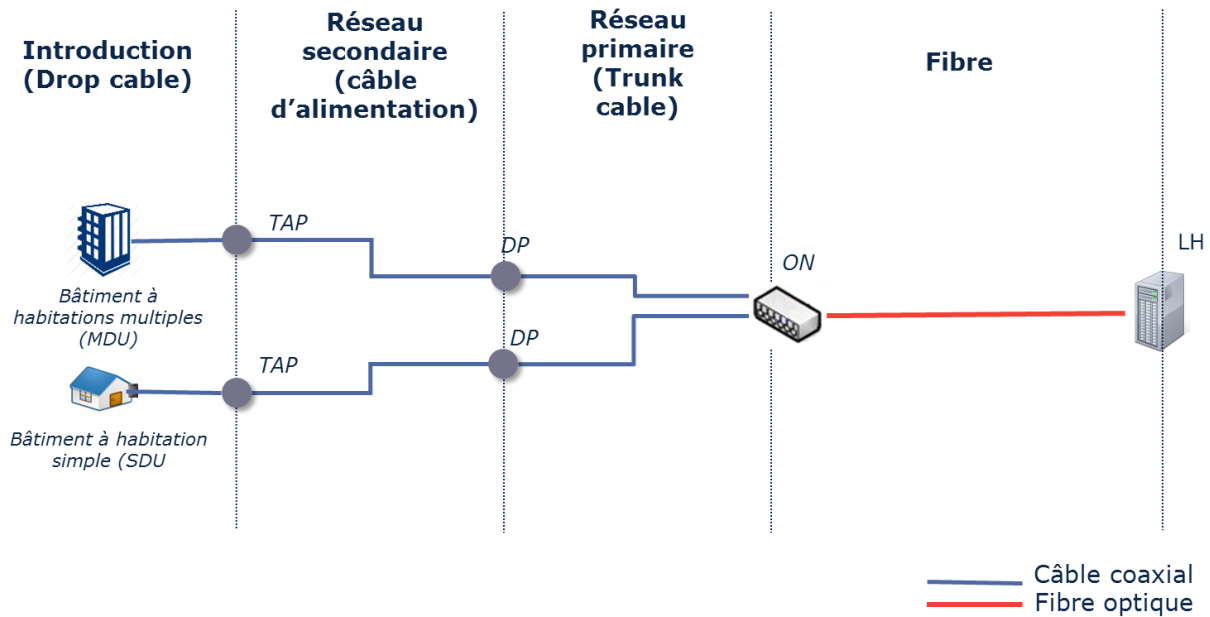 Introduction
(Drop cable)
Réseau
secondaire
(câble
d'alimentation)
Réseau
primaire
(Trunk
cable)
Fibre
TAP
DP
ON
LH
Bâtiment à
habitations multiples
(MDU)
TAP
DP
Bâtiment à habitation
simple (SDU
Câble coaxial
Fibre optique